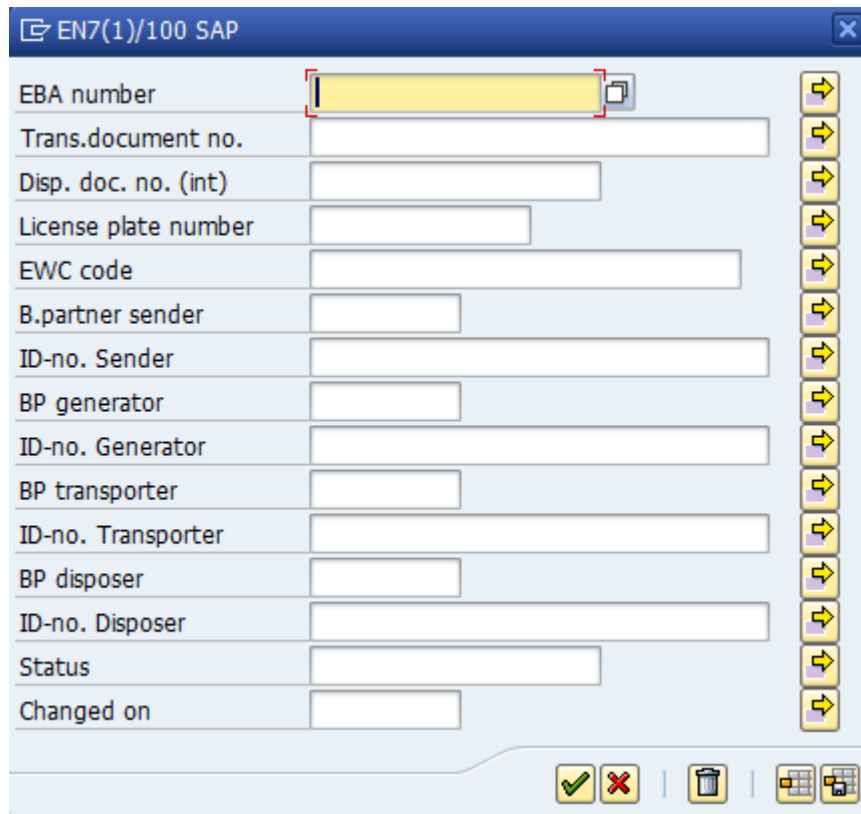 EN7(1)/100 SAP
EBA number
Trans.document no.
Disp. doc. no. (int)
License plate number
EWC code
B.partner sender
ID-no. Sender
BP generator
ID-no. Generator
BP transporter
ID-no. Transporter
BP disposer
ID-no. Disposer
Status
Changed on